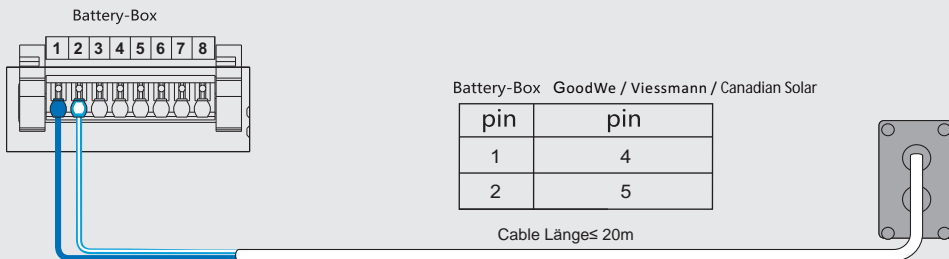 Battery-Box
1 2 3 4 5 6 7 8
Battery-Box GoodWe / Viessmann / Canadian Solar
pin pin
1 4
2 5
Cable Länge≤ 20m